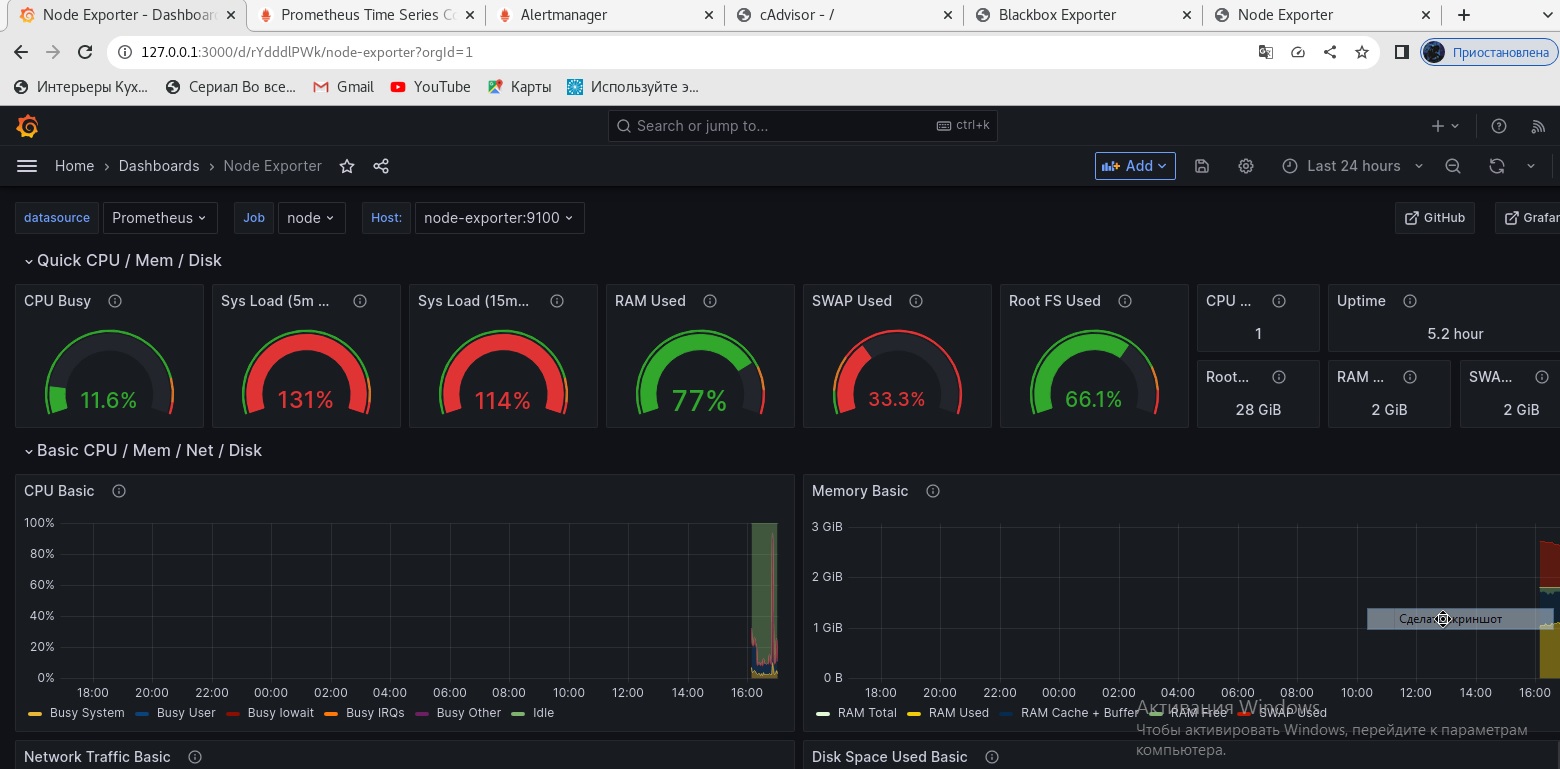 Node Exporter - Dashboar
Prometheus Time Series Co
Alertmanager
cAdvisor - /
Blackbox Exporter
Node Exporter
127.0.0.1:3000/d/rYdddlPWk/node-exporter?orgId=1
Приостановлена
Интерьеры Кух...
Сериал Во все...
Gmail
YouTube
Карты
Используйте э...
Search or jump to...
ctrl+k
Home › Dashboards › Node Exporter
Add
Last 24 hours
datasource
Prometheus
Job
node
Host:
node-exporter:9100
GitHub
Grafan
Quick CPU / Mem / Disk
CPU Busy
Sys Load (5m ...
Sys Load (15m...
RAM Used
SWAP Used
Root FS Used
CPU ...
Uptime
1
5.2 hour
11.6%
131%
114%
77%
33.3%
66.1%
Root...
RAM ...
SWA...
28 GiB
2 GiB
2 GiB
Basic CPU / Mem / Net / Disk
CPU Basic
100%
80%
60%
40%
20%
0%
18:00 20:00 22:00 00:00 02:00 04:00 06:00 08:00 10:00 12:00 14:00 16:00
Busy System Busy User Busy Iowait Busy IRQs Busy Other Idle
Memory Basic
3 GiB
2 GiB
1 GiB
0 B
18:00 20:00 22:00 00:00 02:00 04:00 06:00 08:00 10:00 12:00 14:00 16:00
RAM Total RAM Used RAM Cache + Buffer RAM Free SWAP Used
Активация Windows
Чтобы активировать Windows, перейдите к параметрам
компьютера.
Network Traffic Basic
Disk Space Used Basic